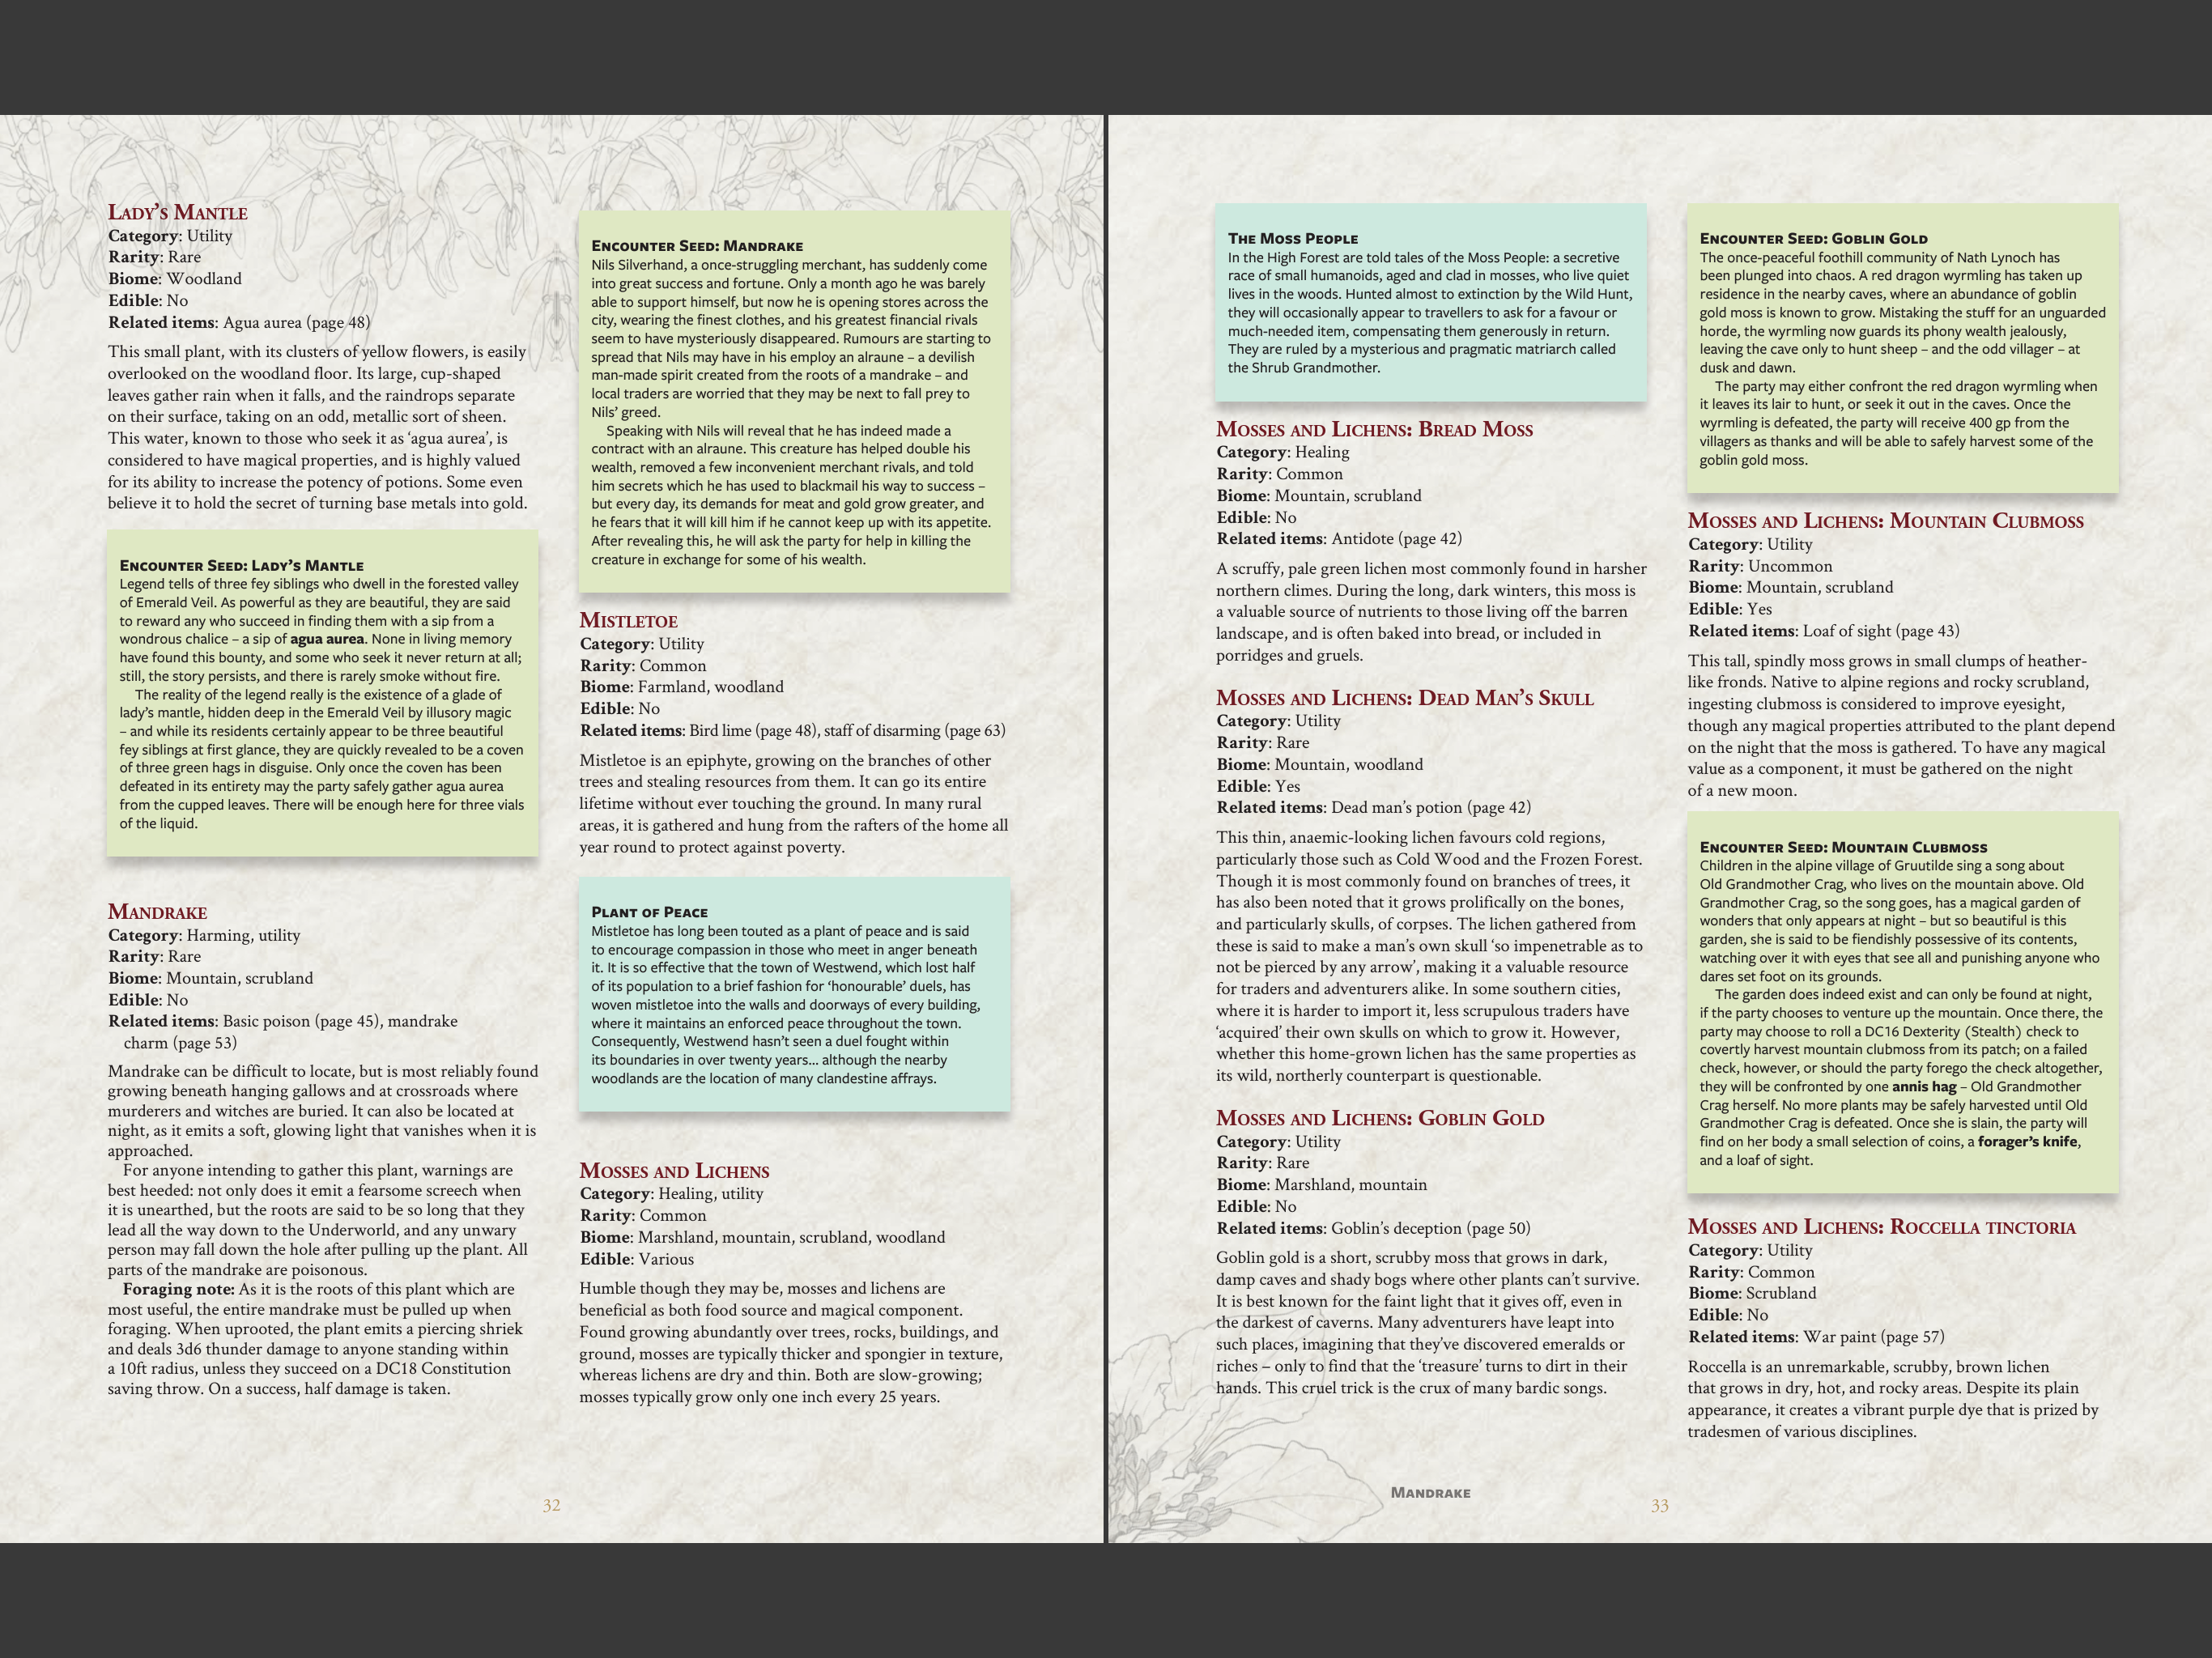 Lady's Mantle
Category: Utility
Rarity: Rare
Biome: Woodland
Edible: No
Related items: Agua aurea (page 48)
This small plant, with its clusters of yellow flowers, is easily
overlooked on the woodland floor. Its large, cup-shaped
leaves gather rain when it falls, and the raindrops separate
on their surface, taking on an odd, metallic sort of sheen.
This water, known to those who seek it as ‘agua aurea’, is
considered to have magical properties, and is highly valued
for its ability to increase the potency of potions. Some even
believe it to hold the secret of turning base metals into gold.
Encounter Seed: Lady's Mantle
Legend tells of three fey siblings who dwell in the forested valley
of Emerald Veil. As powerful as they are beautiful, they are said
to reward any who succeed in finding them with a sip from a
wondrous chalice – a sip of agua aurea. None in living memory
have found this bounty, and some who seek it never return at all;
still, the story persists, and there is rarely smoke without fire.
The reality of the legend really is the existence of a glade of
lady's mantle, hidden deep in the Emerald Veil by illusory magic
– and while its residents certainly appear to be three beautiful
fey siblings at first glance, they are quickly revealed to be a coven
of three green hags in disguise. Only once the coven has been
defeated in its entirety may the party safely gather agua aurea
from the cupped leaves. There will be enough here for three vials
of the liquid.
Mandrake
Category: Harming, utility
Rarity: Rare
Biome: Mountain, scrubland
Edible: No
Related items: Basic poison (page 45), mandrake
charm (page 53)
Mandrake can be difficult to locate, but is most reliably found
growing beneath hanging gallows and at crossroads where
murderers and witches are buried. It can also be located at
night, as it emits a soft, glowing light that vanishes when it is
approached.
For anyone intending to gather this plant, warnings are
best heeded: not only does it emit a fearsome screech when
it is unearthed, but the roots are said to be so long that they
lead all the way down to the Underworld, and any unwary
person may fall down the hole after pulling up the plant. All
parts of the mandrake are poisonous.
Foraging note: As it is the roots of this plant which are
most useful, the entire mandrake must be pulled up when
foraging. When uprooted, the plant emits a piercing shriek
and deals 3d6 thunder damage to anyone standing within
a 10ft radius, unless they succeed on a DC18 Constitution
saving throw. On a success, half damage is taken.
Encounter Seed: Mandrake
Nils Silverhand, a once-struggling merchant, has suddenly come
into great success and fortune. Only a month ago he was barely
able to support himself, but now he is opening stores across the
city, wearing the finest clothes, and his greatest financial rivals
seem to have mysteriously disappeared. Rumours are starting to
spread that Nils may have in his employ an alraune – a devilish
man-made spirit created from the roots of a mandrake – and
local traders are worried that they may be next to fall prey to
Nils’ greed.
Speaking with Nils will reveal that he has indeed made a
contract with an alraune. This creature has helped double his
wealth, removed a few inconvenient merchant rivals, and told
him secrets which he has used to blackmail his way to success –
but every day, its demands for meat and gold grow greater, and
he fears that it will kill him if he cannot keep up with its appetite.
After revealing this, he will ask the party for help in killing the
creature in exchange for some of his wealth.
Mistletoe
Category: Utility
Rarity: Common
Biome: Farmland, woodland
Edible: No
Related items: Bird lime (page 48), staff of disarming (page 63)
Mistletoe is an epiphyte, growing on the branches of other
trees and stealing resources from them. It can go its entire
lifetime without ever touching the ground. In many rural
areas, it is gathered and hung from the rafters of the home all
year round to protect against poverty.
Plant of Peace
Mistletoe has long been touted as a plant of peace and is said
to encourage compassion in those who meet in anger beneath
it. It is so effective that the town of Westwend, which lost half
of its population to a brief fashion for ‘honourable’ duels, has
woven mistletoe into the walls and doorways of every building,
where it maintains an enforced peace throughout the town.
Consequently, Westwend hasn't seen a duel fought within
its boundaries in over twenty years... although the nearby
woodlands are the location of many clandestine affrays.
Mosses and Lichens
Category: Healing, utility
Rarity: Common
Biome: Marshland, mountain, scrubland, woodland
Edible: Various
Humble though they may be, mosses and lichens are
beneficial as both food source and magical component.
Found growing abundantly over trees, rocks, buildings, and
ground, mosses are typically thicker and spongier in texture,
whereas lichens are dry and thin. Both are slow-growing;
mosses typically grow only one inch every 25 years.
32
The Moss People
In the High Forest are told tales of the Moss People: a secretive
race of small humanoids, aged and clad in mosses, who live quiet
lives in the woods. Hunted almost to extinction by the Wild Hunt,
they will occasionally appear to travellers to ask for a favour or
much-needed item, compensating them generously in return.
They are ruled by a mysterious and pragmatic matriarch called
the Shrub Grandmother.
Mosses and Lichens: Bread Moss
Category: Healing
Rarity: Common
Biome: Mountain, scrubland
Edible: No
Related items: Antidote (page 42)
A scruffy, pale green lichen most commonly found in harsher
northern climes. During the long, dark winters, this moss is
a valuable source of nutrients to those living off the barren
landscape, and is often baked into bread, or included in
porridges and gruels.
Mosses and Lichens: Dead Man's Skull
Category: Utility
Rarity: Rare
Biome: Mountain, woodland
Edible: Yes
Related items: Dead man's potion (page 42)
This thin, anaemic-looking lichen favours cold regions,
particularly those such as Cold Wood and the Frozen Forest.
Though it is most commonly found on branches of trees, it
has also been noted that it grows prolifically on the bones,
and particularly skulls, of corpses. The lichen gathered from
these is said to make a man's own skull ‘so impenetrable as to
not be pierced by any arrow’, making it a valuable resource
for traders and adventurers alike. In some southern cities,
where it is harder to import it, less scrupulous traders have
‘acquired’ their own skulls on which to grow it. However,
whether this home-grown lichen has the same properties as
its wild, northerly counterpart is questionable.
Mosses and Lichens: Goblin Gold
Category: Utility
Rarity: Rare
Biome: Marshland, mountain
Edible: No
Related items: Goblin's deception (page 50)
Goblin gold is a short, scrubby moss that grows in dark,
damp caves and shady bogs where other plants can't survive.
It is best known for the faint light that it gives off, even in
the darkest of caverns. Many adventurers have leapt into
such places, imagining that they've discovered emeralds or
riches – only to find that the ‘treasure’ turns to dirt in their
hands. This cruel trick is the crux of many bardic songs.
Encounter Seed: Goblin Gold
The once-peaceful foothill community of Nath Lynoch has
been plunged into chaos. A red dragon wyrmling has taken up
residence in the nearby caves, where an abundance of goblin
gold moss is known to grow. Mistaking the stuff for an unguarded
horde, the wyrmling now guards its phony wealth jealously,
leaving the cave only to hunt sheep – and the odd villager – at
dusk and dawn.
The party may either confront the red dragon wyrmling when
it leaves its lair to hunt, or seek it out in the caves. Once the
wyrmling is defeated, the party will receive 400 gp from the
villagers as thanks and will be able to safely harvest some of the
goblin gold moss.
Mosses and Lichens: Mountain Clubmoss
Category: Utility
Rarity: Uncommon
Biome: Mountain, scrubland
Edible: Yes
Related items: Loaf of sight (page 43)
This tall, spindly moss grows in small clumps of heather-
like fronds. Native to alpine regions and rocky scrubland,
ingesting clubmoss is considered to improve eyesight,
though any magical properties attributed to the plant depend
on the night that the moss is gathered. To have any magical
value as a component, it must be gathered on the night
of a new moon.
Encounter Seed: Mountain Clubmoss
Children in the alpine village of Gruutilde sing a song about
Old Grandmother Crag, who lives on the mountain above. Old
Grandmother Crag, so the song goes, has a magical garden of
wonders that only appears at night – but so beautiful is this
garden, she is said to be fiendishly possessive of its contents,
watching over it with eyes that see all and punishing anyone who
dares set foot on its grounds.
The garden does indeed exist and can only be found at night,
if the party chooses to venture up the mountain. Once there, the
party may choose to roll a DC16 Dexterity (Stealth) check to
covertly harvest mountain clubmoss from its patch; on a failed
check, however, or should the party forego the check altogether,
they will be confronted by one annis hag – Old Grandmother
Crag herself. No more plants may be safely harvested until Old
Grandmother Crag is defeated. Once she is slain, the party will
find on her body a small selection of coins, a forager's knife,
and a loaf of sight.
Mosses and Lichens: Roccella tinctoria
Category: Utility
Rarity: Common
Biome: Scrubland
Edible: No
Related items: War paint (page 57)
Roccella is an unremarkable, scrubby, brown lichen
that grows in dry, hot, and rocky areas. Despite its plain
appearance, it creates a vibrant purple dye that is prized by
tradesmen of various disciplines.
Mandrake
33